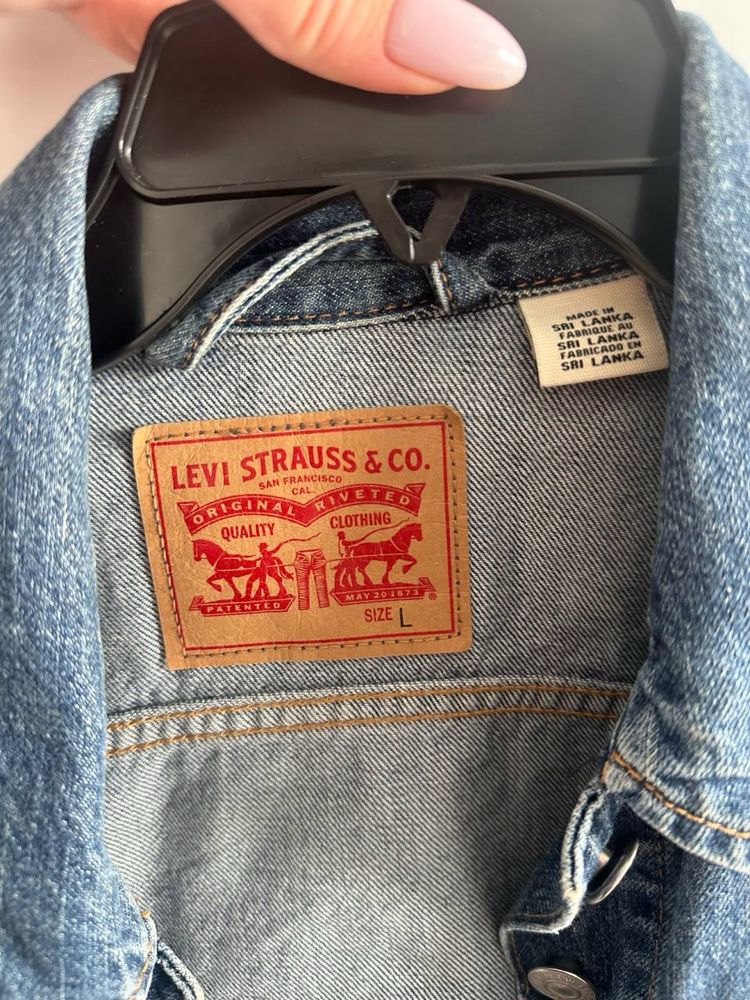 MADE IN
SRI LANKA
FABRIQUE AU
SRI LANKA
FABRICADO EN
SRI LANKA
LEVI STRAUSS & CO.
SAN FRANCISCO
CAL.
ORIGINAL RIVETED
QUALITY CLOTHING
PATENTED MAY 20 1873 ®
SIZE L